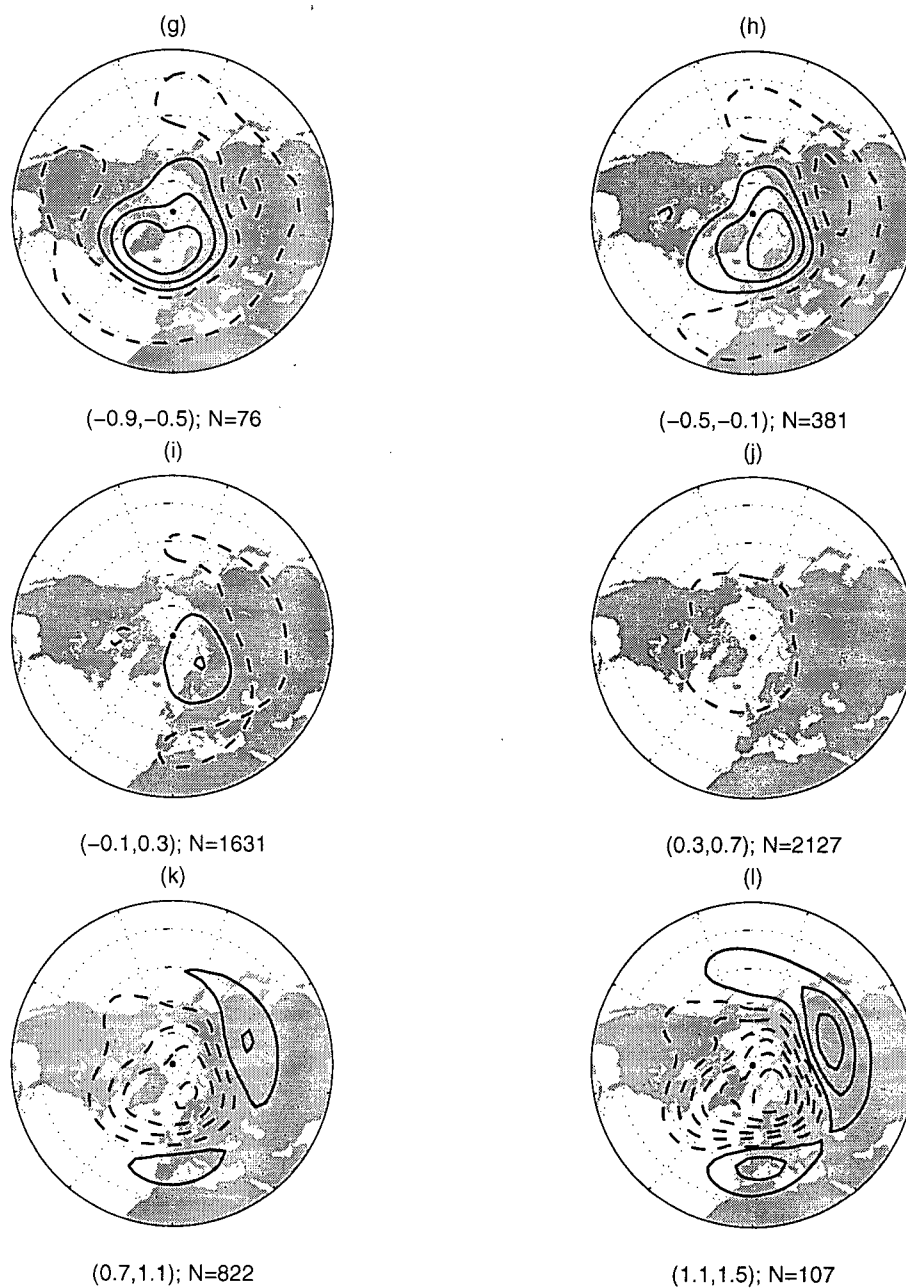 (g)
(h)
(−0.9,−0.5); N=76
(−0.5,−0.1); N=381
(i)
(j)
(−0.1,0.3); N=1631
(0.3,0.7); N=2127
(k)
(l)
(0.7,1.1); N=822
(1.1,1.5); N=107